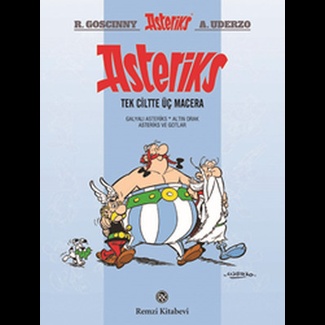 R. GOSCINNY Asteriks A. UDERZO
Asteriks
TEK CİLTTE ÜÇ MACERA
GALYALI ASTERİKS * ALTIN ORAK
ASTERİKS VE GOTLAR
Remzi Kitabevi